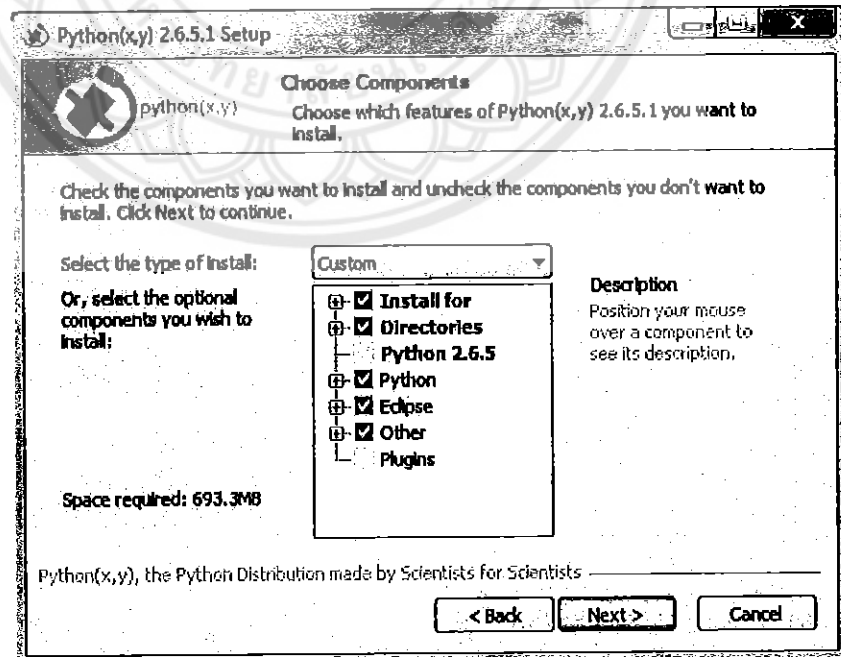 Python(x,y) 2.6.5.1 Setup
python(x,y)
Choose Components
Choose which features of Python(x,y) 2.6.5.1 you want to
install.
Check the components you want to install and uncheck the components you don't want to
install. Click Next to continue.
Select the type of install:
Custom
Or, select the optional
components you wish to
install:
Install for
Directories
Python 2.6.5
Python
Eclipse
Other
Plugins
Description
Position your mouse
over a component to
see its description.
Space required: 693.3MB
Python(x,y), the Python Distribution made by Scientists for Scientists
< Back
Next >
Cancel